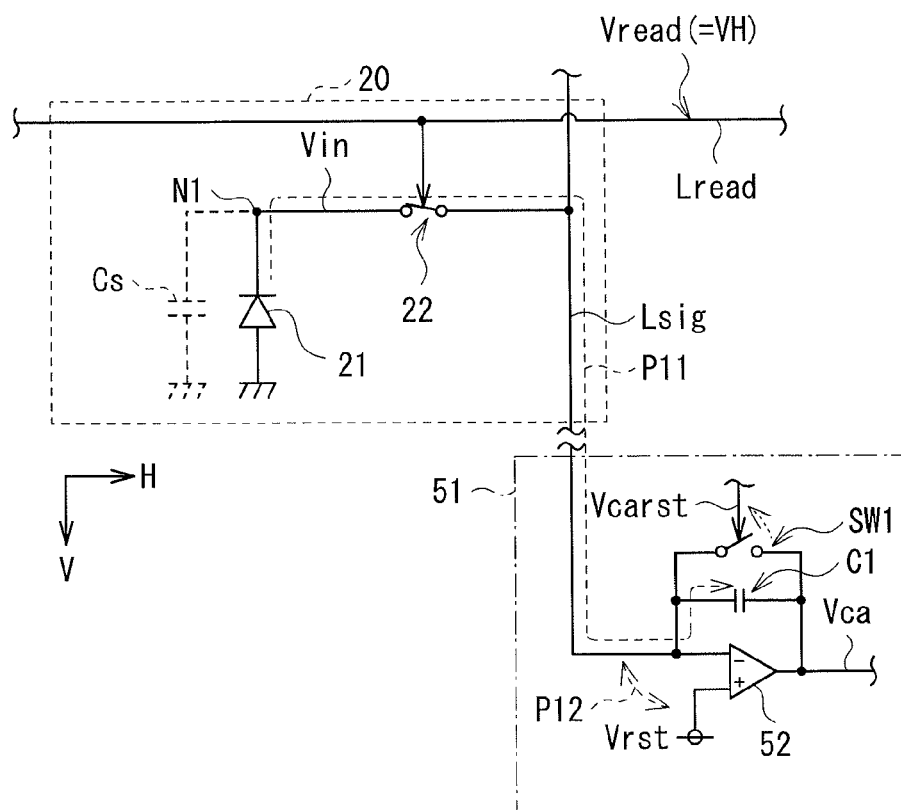 Vread(=VH)
20
Vin
Lread
N1
Cs
22
21
Lsig
P11
H
V
51
Vcarst
SW1
C1
Vca
−
+
P12
Vrst
52